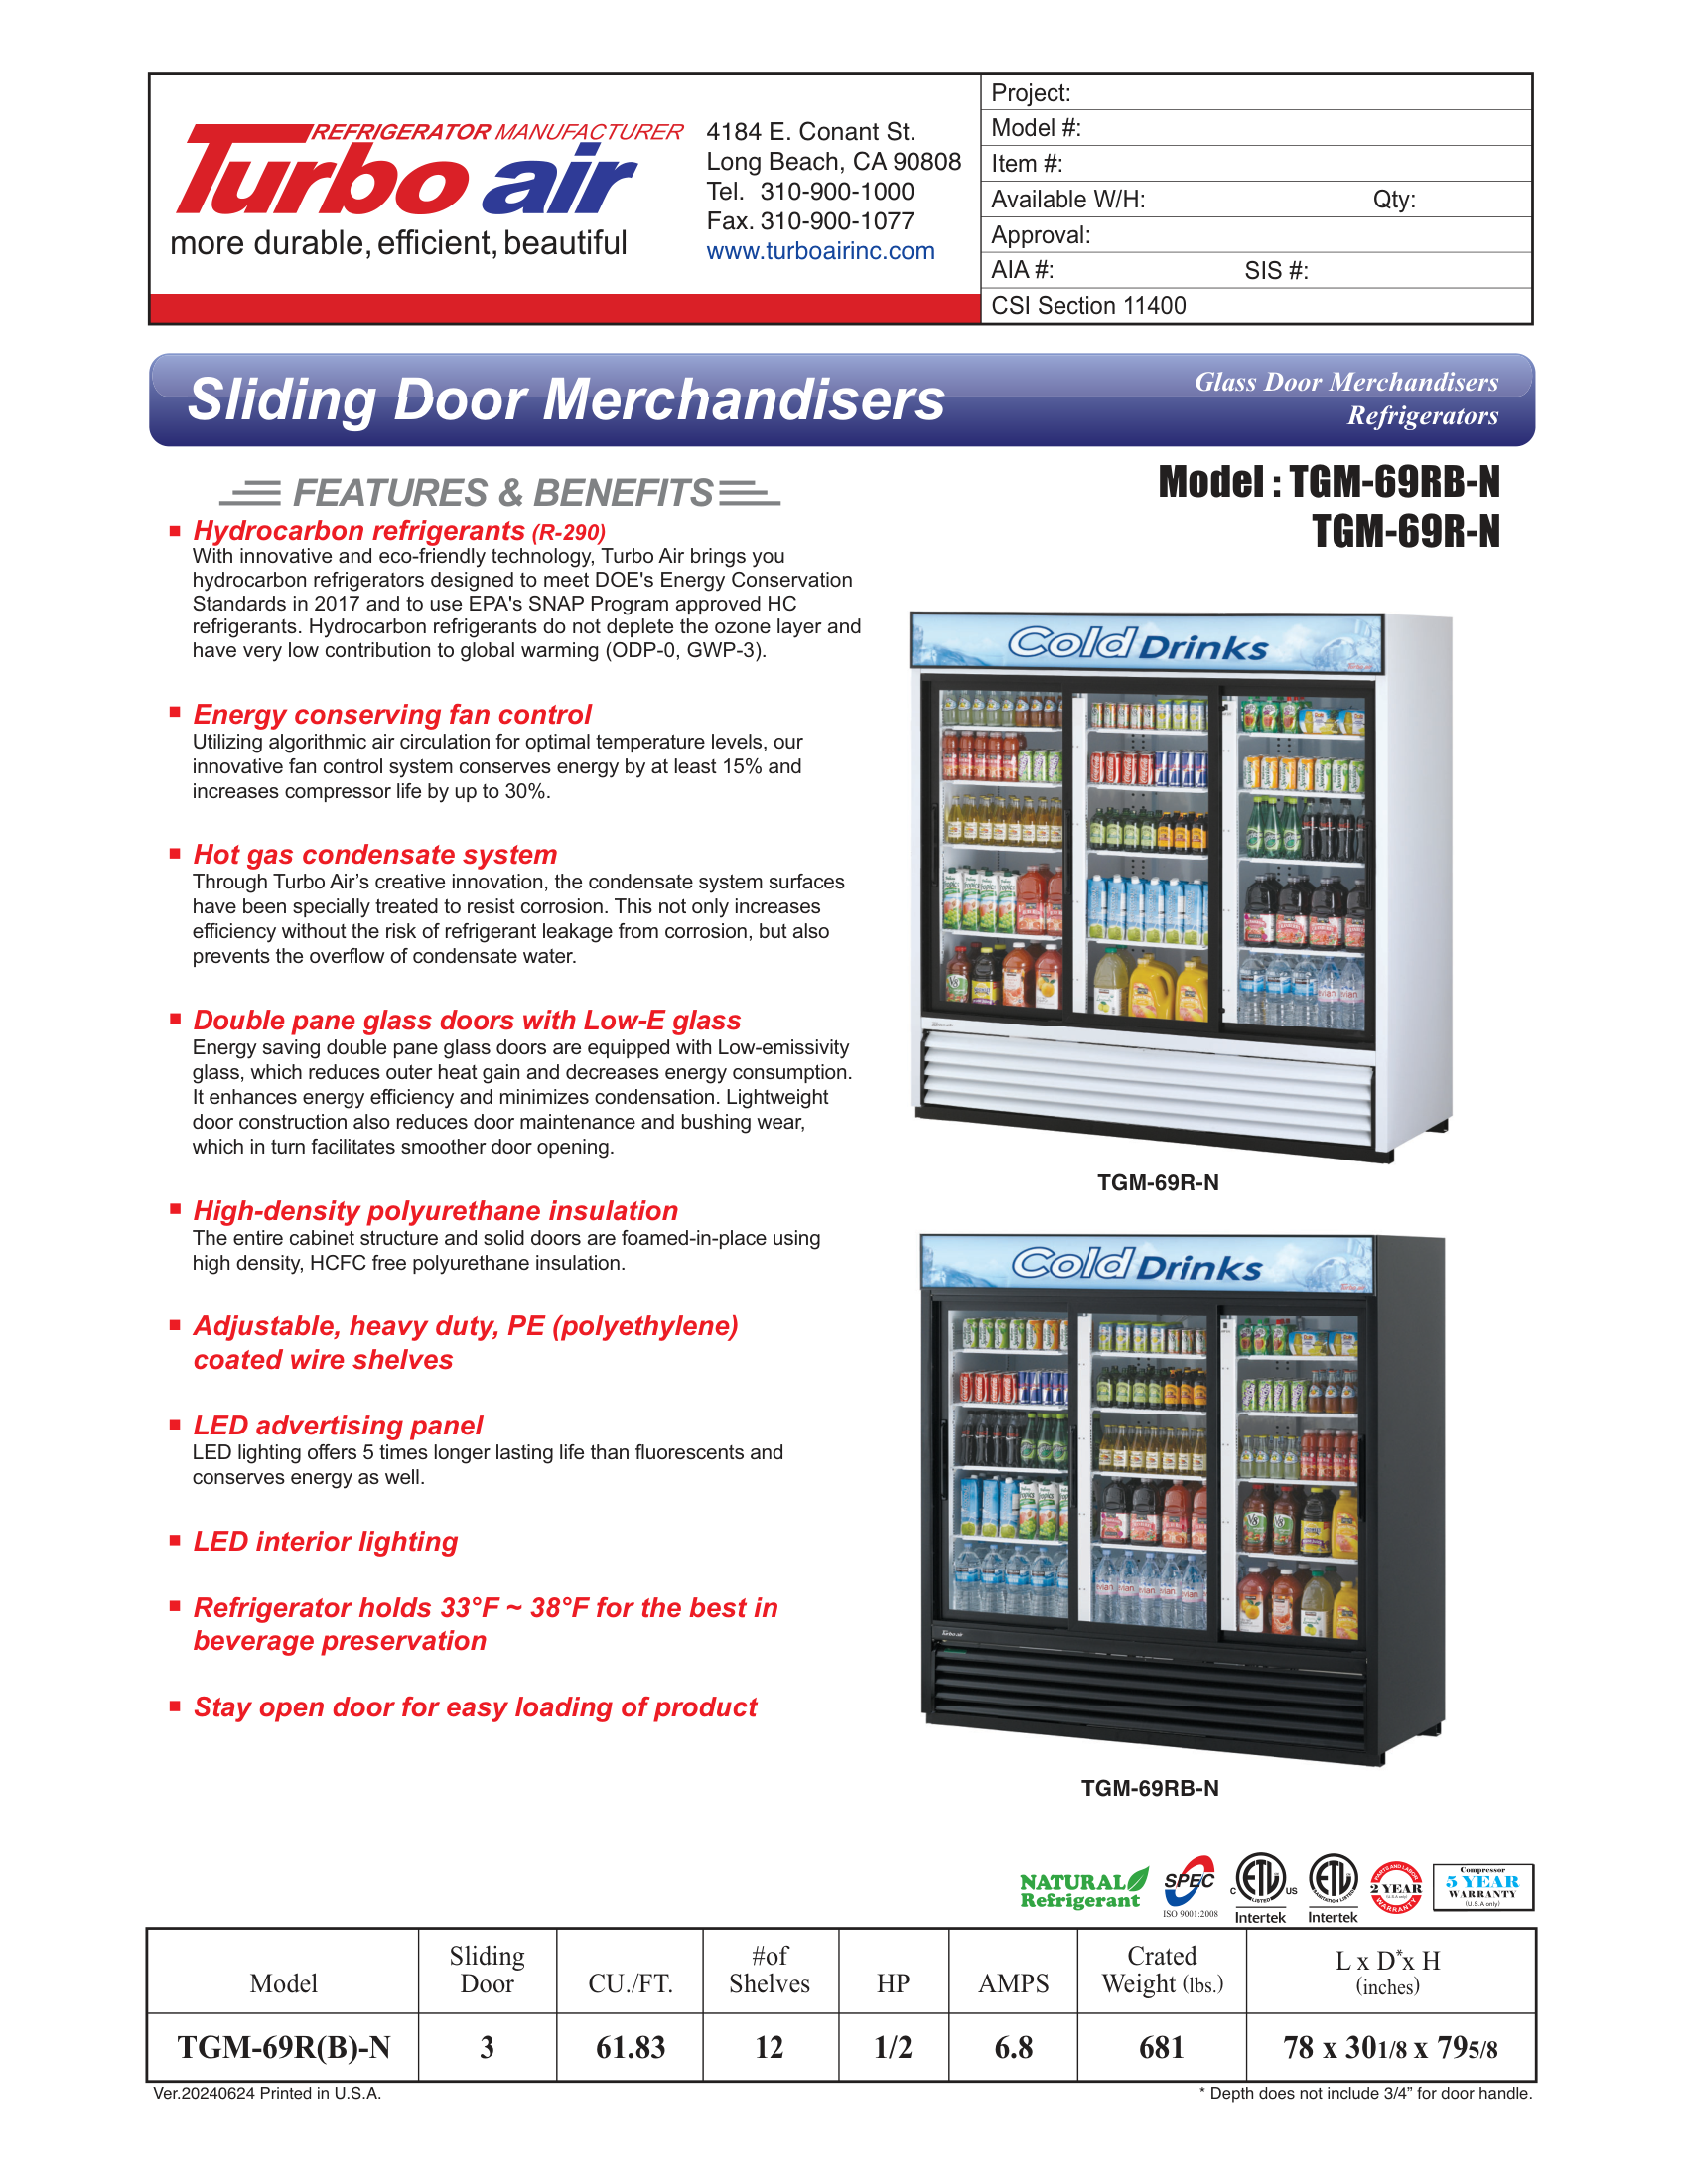 REFRIGERATOR MANUFACTURER
Turbo air
more durable, efficient, beautiful
4184 E. Conant St.
Long Beach, CA 90808
Tel. 310-900-1000
Fax. 310-900-1077
www.turboairinc.com
Project:
Model #:
Item #:
Available W/H: Qty:
Approval:
AIA #: SIS #:
CSI Section 11400
Sliding Door Merchandisers
Glass Door Merchandisers
Refrigerators
FEATURES & BENEFITS
Model : TGM-69RB-N
TGM-69R-N
Hydrocarbon refrigerants (R-290)
With innovative and eco-friendly technology, Turbo Air brings you
hydrocarbon refrigerators designed to meet DOE's Energy Conservation
Standards in 2017 and to use EPA's SNAP Program approved HC
refrigerants. Hydrocarbon refrigerants do not deplete the ozone layer and
have very low contribution to global warming (ODP-0, GWP-3).
Energy conserving fan control
Utilizing algorithmic air circulation for optimal temperature levels, our
innovative fan control system conserves energy by at least 15% and
increases compressor life by up to 30%.
Hot gas condensate system
Through Turbo Air’s creative innovation, the condensate system surfaces
have been specially treated to resist corrosion. This not only increases
efficiency without the risk of refrigerant leakage from corrosion, but also
prevents the overflow of condensate water.
Double pane glass doors with Low-E glass
Energy saving double pane glass doors are equipped with Low-emissivity
glass, which reduces outer heat gain and decreases energy consumption.
It enhances energy efficiency and minimizes condensation. Lightweight
door construction also reduces door maintenance and bushing wear,
which in turn facilitates smoother door opening.
High-density polyurethane insulation
The entire cabinet structure and solid doors are foamed-in-place using
high density, HCFC free polyurethane insulation.
Adjustable, heavy duty, PE (polyethylene)
coated wire shelves
LED advertising panel
LED lighting offers 5 times longer lasting life than fluorescents and
conserves energy as well.
LED interior lighting
Refrigerator holds 33°F ~ 38°F for the best in
beverage preservation
Stay open door for easy loading of product
Cold Drinks
TGM-69R-N
Cold Drinks
TGM-69RB-N
NATURAL
Refrigerant
SPEC
ISO 9001:2008
C ETL US
LISTED
Intertek
ETL
SANITATION LISTED
Intertek
PARTS AND LABOR
2 YEAR
(U.S.A only)
WARRANTY
Compressor
5 YEAR
WARRANTY
(U.S.A only)
Model Sliding Door CU./FT. #of Shelves HP AMPS Crated Weight (lbs.) L x D* x H (inches)
TGM-69R(B)-N 3 61.83 12 1/2 6.8 681 78 x 301/8 x 795/8
Ver.20240624 Printed in U.S.A.
* Depth does not include 3/4” for door handle.